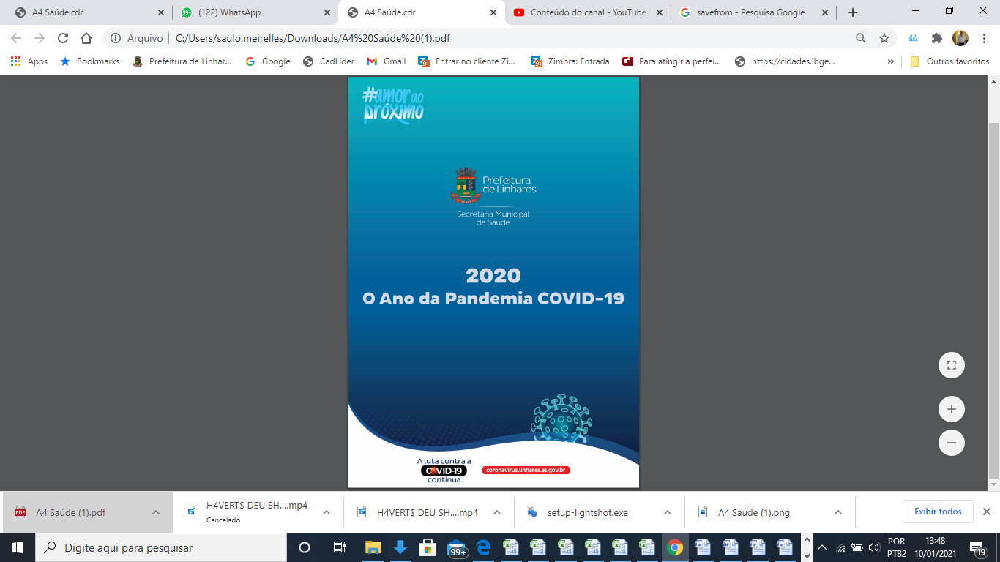 A4 Saúde.cdr
(122) WhatsApp
A4 Saúde.cdr
Conteúdo do canal - YouTube
savefrom - Pesquisa Google
Arquivo
C:/Users/saulo.meirelles/Downloads/A4%20Saúde%20(1).pdf
Apps
Bookmarks
Prefeitura de Linhar...
Google
CadLider
Gmail
Entrar no cliente Zi...
Zimbra: Entrada
Para atingir a perfei...
https://cidades.ibge...
»
Outros favoritos
#amor ao
próximo
Prefeitura
de Linhares
Secretaria Municipal
de Saúde
2020
O Ano da Pandemia COVID-19
A luta contra a
COVID-19
continua
coronavirus.linhares.es.gov.br
A4 Saúde (1).pdf
H4VERT$ DEU SH....mp4
Cancelado
H4VERT$ DEU SH....mp4
setup-lightshot.exe
A4 Saúde (1).png
Exibir todos
Digite aqui para pesquisar
99+
POR
PTB2
13:48
10/01/2021
19